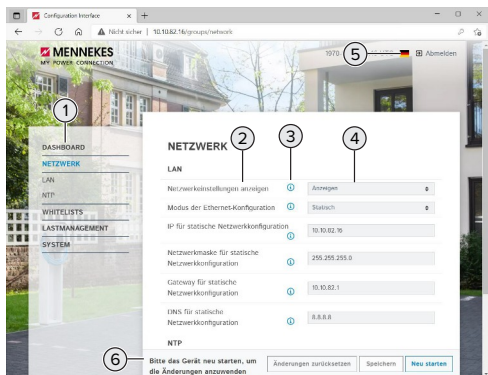 Configuration Interface
Nicht sicher | 10.10.82.16/groups/network
MENNEKES
MY POWER CONNECTION
1970
Abmelden
5
1
2
3
4
DASHBOARD
NETZWERK
LAN
NTP
WHITELISTS
LASTMANAGEMENT
SYSTEM
NETZWERK
LAN
Netzwerkeinstellungen anzeigen
Anzeigen
Modus der Ethernet-Konfiguration
Statisch
IP für statische Netzwerkkonfiguration
10.10.82.16
Netzwerkmaske für statische
Netzwerkkonfiguration
255.255.255.0
Gateway für statische
Netzwerkkonfiguration
10.10.82.1
DNS für statische
Netzwerkkonfiguration
8.8.8.8
NTP
6
Bitte das Gerät neu starten, um
die Änderungen anzuwenden
Änderungen zurücksetzen
Speichern
Neu starten